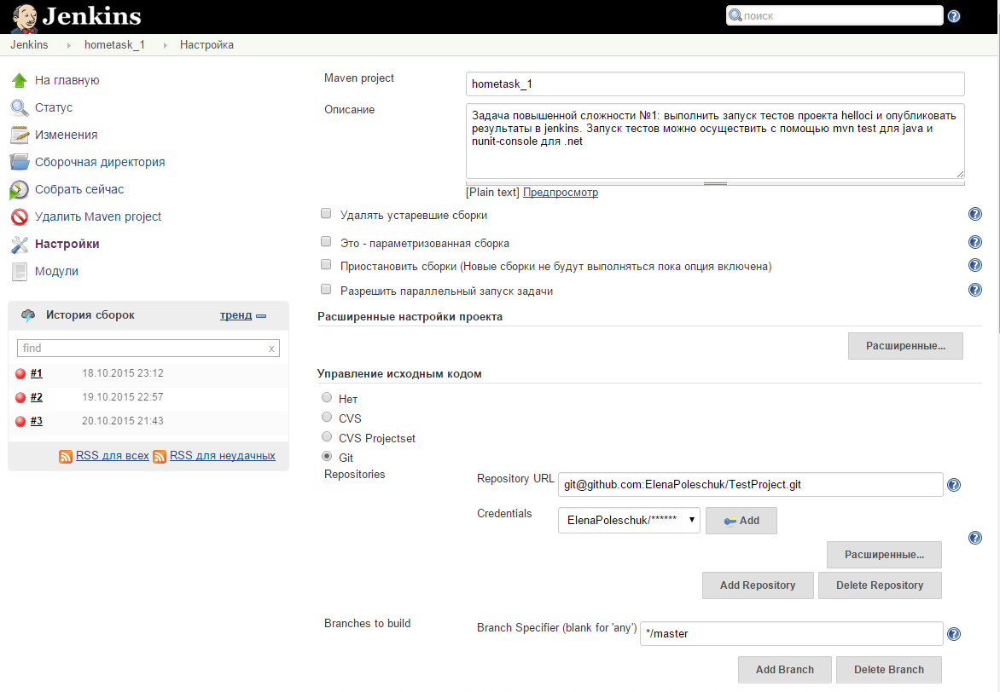 Jenkins
поиск
Jenkins
hometask_1
Настройка
На главную
Статус
Изменения
Сборочная директория
Собрать сейчас
Удалить Maven project
Настройки
Модули
История сборок
тренд
find
x
#1 18.10.2015 23:12
#2 19.10.2015 22:57
#3 20.10.2015 21:43
RSS для всех
RSS для неудачных
Maven project
hometask_1
Описание
Задача повышенной сложности №1: выполнить запуск тестов проекта helloci и опубликовать
результаты в jenkins. Запуск тестов можно осуществить с помощью mvn test для java и
nunit-console для .net
[Plain text] Предпросмотр
Удалять устаревшие сборки
Это - параметризованная сборка
Приостановить сборки (Новые сборки не будут выполняться пока опция включена)
Разрешить параллельный запуск задачи
Расширенные настройки проекта
Расширенные...
Управление исходным кодом
Нет
CVS
CVS Projectset
Git
Repositories
Repository URL
git@github.com:ElenaPoleschuk/TestProject.git
Credentials
ElenaPoleschuk/******
Add
Расширенные...
Add Repository
Delete Repository
Branches to build
Branch Specifier (blank for 'any')
*/master
Add Branch
Delete Branch